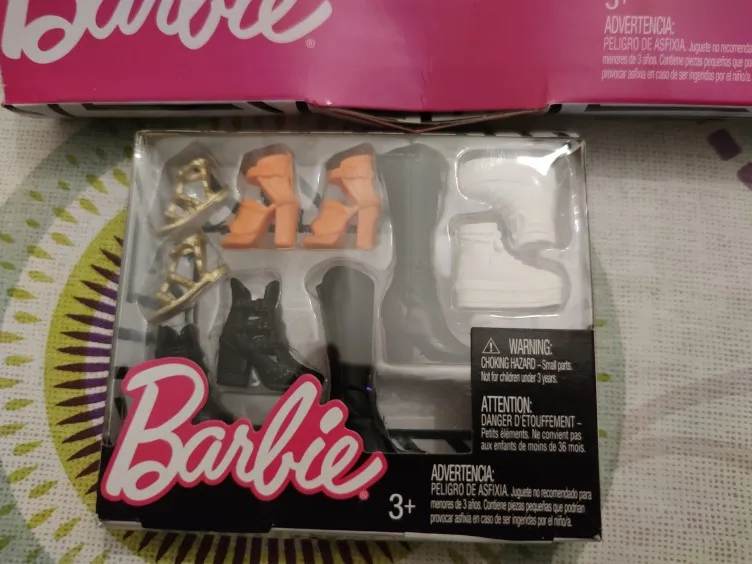 Barbie®
3+
ADVERTENCIA:
PELIGRO DE ASFIXIA. Juguete no recomenda
menores de 3 años. Contiene piezas pequeñas que po
provocar asfixia en caso de ser ingeridas por el niño/a.
WARNING:
CHOKING HAZARD – Small parts.
Not for children under 3 years.
ATTENTION:
DANGER D'ÉTOUFFEMENT –
Petits éléments. Ne convient pas
aux enfants de moins de 36 mois.
Barbie®
3+
ADVERTENCIA:
PELIGRO DE ASFIXIA. Juguete no recomendado para
menores de 3 años. Contiene piezas pequeñas que podrían
provocar asfixia en caso de ser ingeridas por el niño/a.